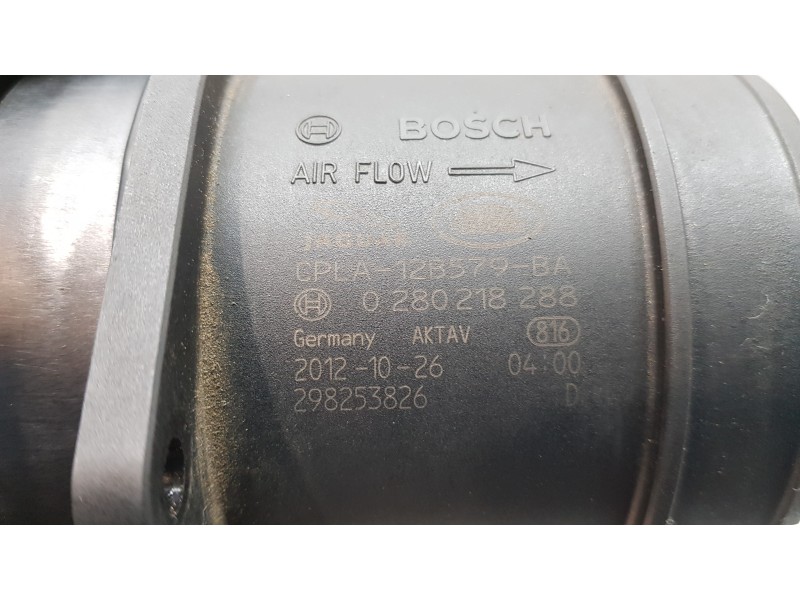 BOSCH
AIR FLOW
JAGUAR
CPLA-12B579-BA
0 280 218 288
Germany AKTAV 816
2012-10-26 04:00
298253826 D